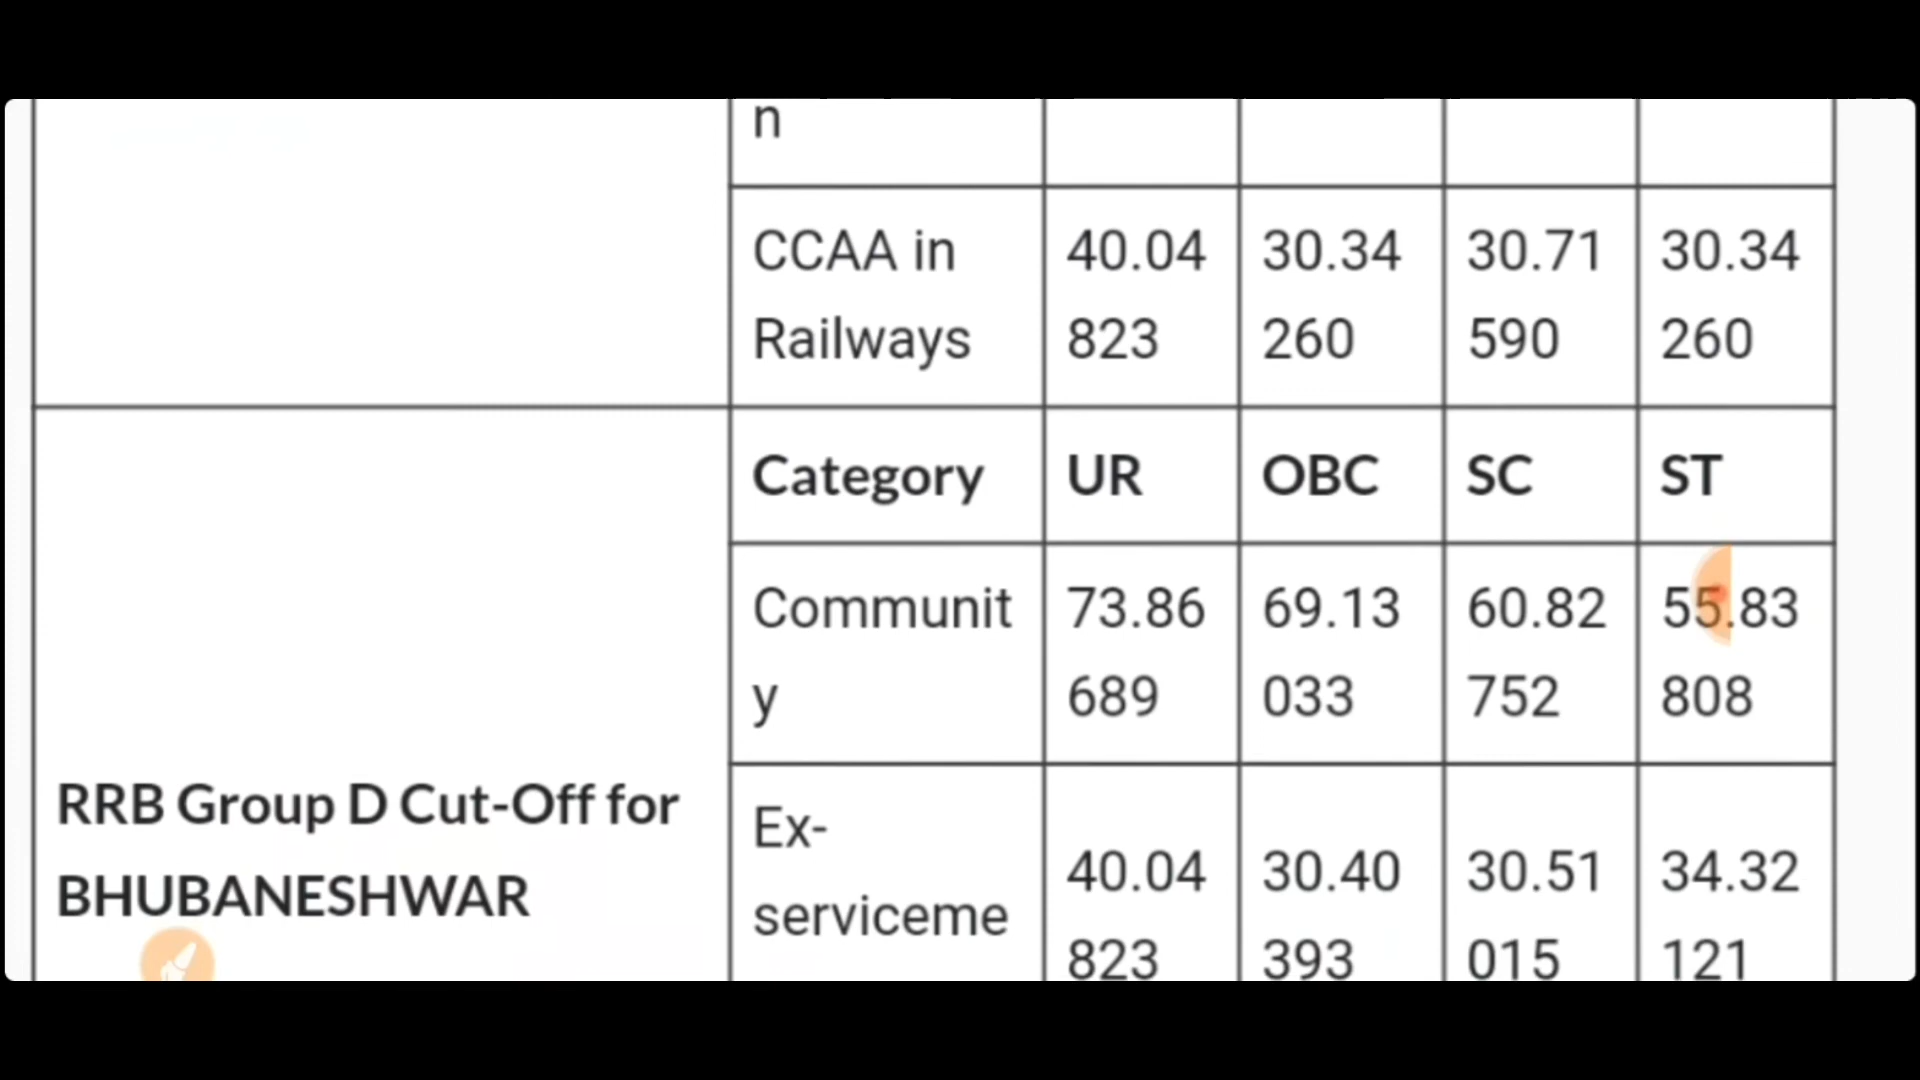 n
CCAA in 40.04 30.34 30.71 30.34
Railways 823 260 590 260
Category UR OBC SC ST
Communit 73.86 69.13 60.82 55.83
y 689 033 752 808
RRB Group D Cut-Off for
BHUBANESHWAR
Ex-
serviceme
40.04 30.40 30.51 34.32
823 393 015 121